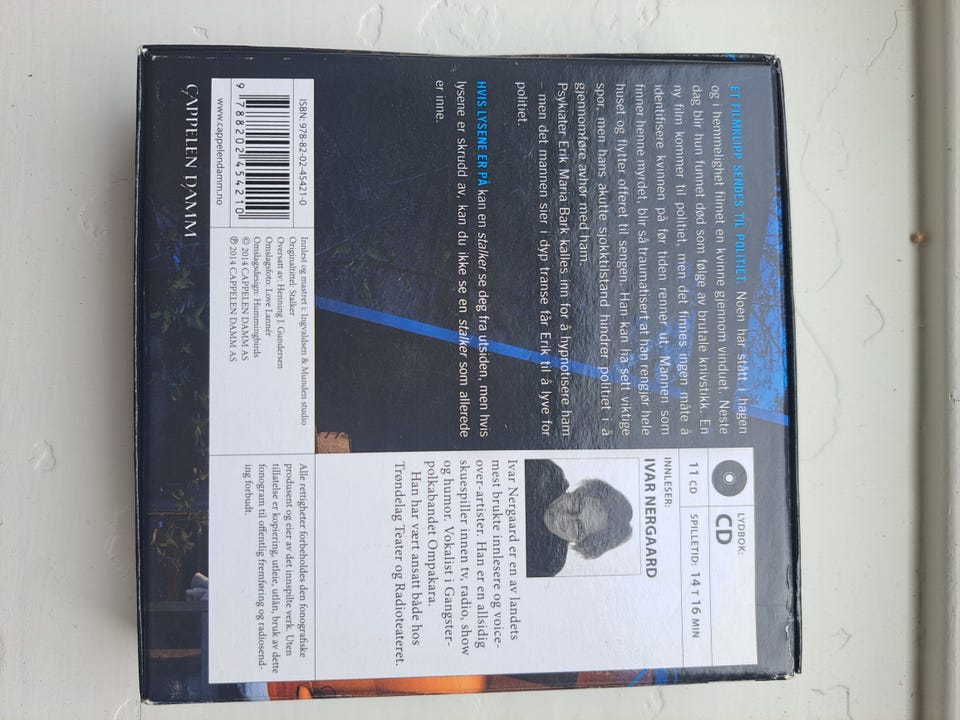 ET FILMKLIPP SENDES TIL POLITIET. Noen har stått i hagen
og i hemmelighet filmet en kvinne gjennom vinduet. Neste
dag blir hun funnet død som følge av brutale knivstikk. En
ny film kommer til politiet, men det finnes ingen måte å
identifisere kvinnen på før tiden renner ut. Mannen som
finner henne myrdet, blir så traumatisert at han rengjør hele
huset og flytter offeret til sengen. Han kan ha sett viktige
spor, men hans akutte sjokktilstand hindrer politiet i å
gjennomføre avhør med ham.
Psykiater Erik Maria Bark kalles inn for å hypnotisere ham
– men det mannen sier i dyp transe får Erik til å lyve for
politiet.
HVIS LYSENE ER PÅ kan en stalker se deg fra utsiden, men hvis
lysene er skrudd av, kan du ikke se en stalker som allerede
er inne.
LYDBOK:
CD
11 CD
SPILLETID: 14 T 16 MIN
INNLESER:
IVAR NERGAARD
Ivar Nergaard er en av landets
mest brukte innlesere og voice-
over-artister. Han er en allsidig
skuespiller innen tv, radio, show
og humor. Vokalist i Gangster-
polkabandet Ompakara.
Han har vært ansatt både hos
Trøndelag Teater og Radioteateret.
ISBN: 978-82-02-45421-0
9 788202 454210
www.cappelendamm.no
Innlest og mastret i: Ingvaldsen & Munden studio
Originaltittel: Stalker
Oversatt av: Henning J. Gundersen
Omslagsfoto: Love Lannér
Omslagsdesign: Hummingbirds
© 2014 CAPPELEN DAMM AS
℗ 2014 CAPPELEN DAMM AS
Alle rettigheter forbeholdes den fonografiske
produsent og eier av det innspilte verk. Uten
tillatelse er kopiering, utleie, utlån, bruk av dette
fonogram til offentlig fremføring og radiosend-
ing forbudt.
CAPPELEN DAMM